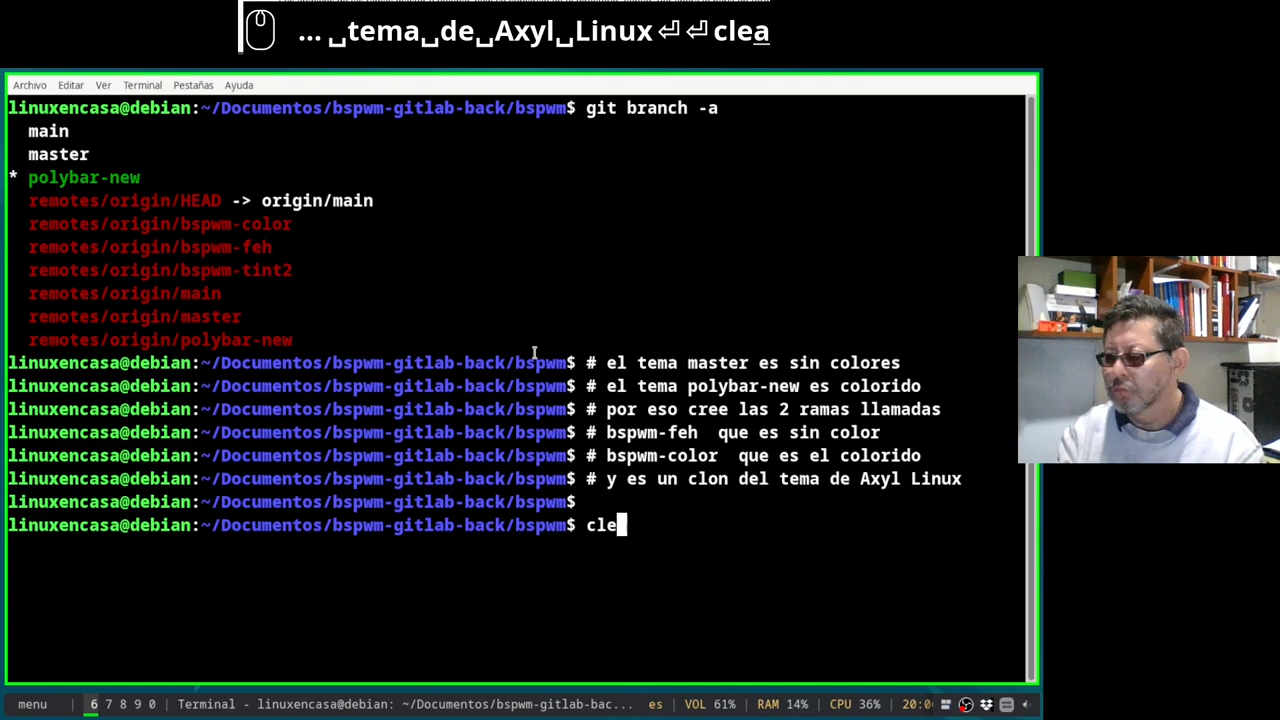 ... ␣tema␣de␣Axyl␣Linux⏎⏎clea
Archivo Editar Ver Terminal Pestañas Ayuda
linuxencasa@debian:~/Documentos/bspwm-gitlab-back/bspwm$ git branch -a
main
master
* polybar-new
remotes/origin/HEAD -> origin/main
remotes/origin/bspwm-color
remotes/origin/bspwm-feh
remotes/origin/bspwm-tint2
remotes/origin/main
remotes/origin/master
remotes/origin/polybar-new
linuxencasa@debian:~/Documentos/bspwm-gitlab-back/bspwm$ # el tema master es sin colores
linuxencasa@debian:~/Documentos/bspwm-gitlab-back/bspwm$ # el tema polybar-new es colorido
linuxencasa@debian:~/Documentos/bspwm-gitlab-back/bspwm$ # por eso cree las 2 ramas llamadas
linuxencasa@debian:~/Documentos/bspwm-gitlab-back/bspwm$ # bspwm-feh  que es sin color
linuxencasa@debian:~/Documentos/bspwm-gitlab-back/bspwm$ # bspwm-color  que es el colorido
linuxencasa@debian:~/Documentos/bspwm-gitlab-back/bspwm$ # y es un clon del tema de Axyl Linux
linuxencasa@debian:~/Documentos/bspwm-gitlab-back/bspwm$
linuxencasa@debian:~/Documentos/bspwm-gitlab-back/bspwm$ cle
menu | 6 7 8 9 0 | Terminal - linuxencasa@debian: ~/Documentos/bspwm-gitlab-bac... es | VOL 61% | RAM 14% | CPU 36% | 20:0